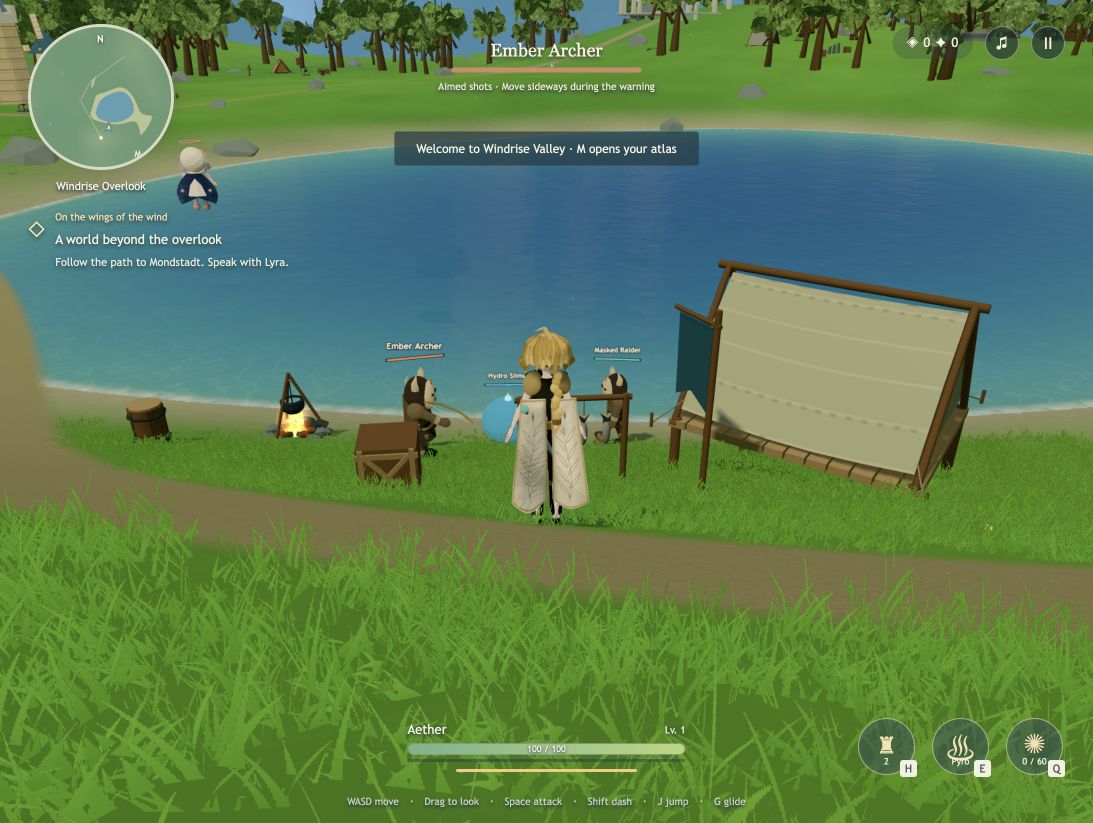 N
M
Windrise Overlook
On the wings of the wind
A world beyond the overlook
Follow the path to Mondstadt. Speak with Lyra.
Ember Archer
Aimed shots · Move sideways during the warning
0 0
Welcome to Windrise Valley · M opens your atlas
Ember Archer
Hydro Slime
Masked Raider
Aether
Lv. 1
100 / 100
2
H
Pyro
E
0 / 60
Q
WASD move · Drag to look · Space attack · Shift dash · J jump · G glide